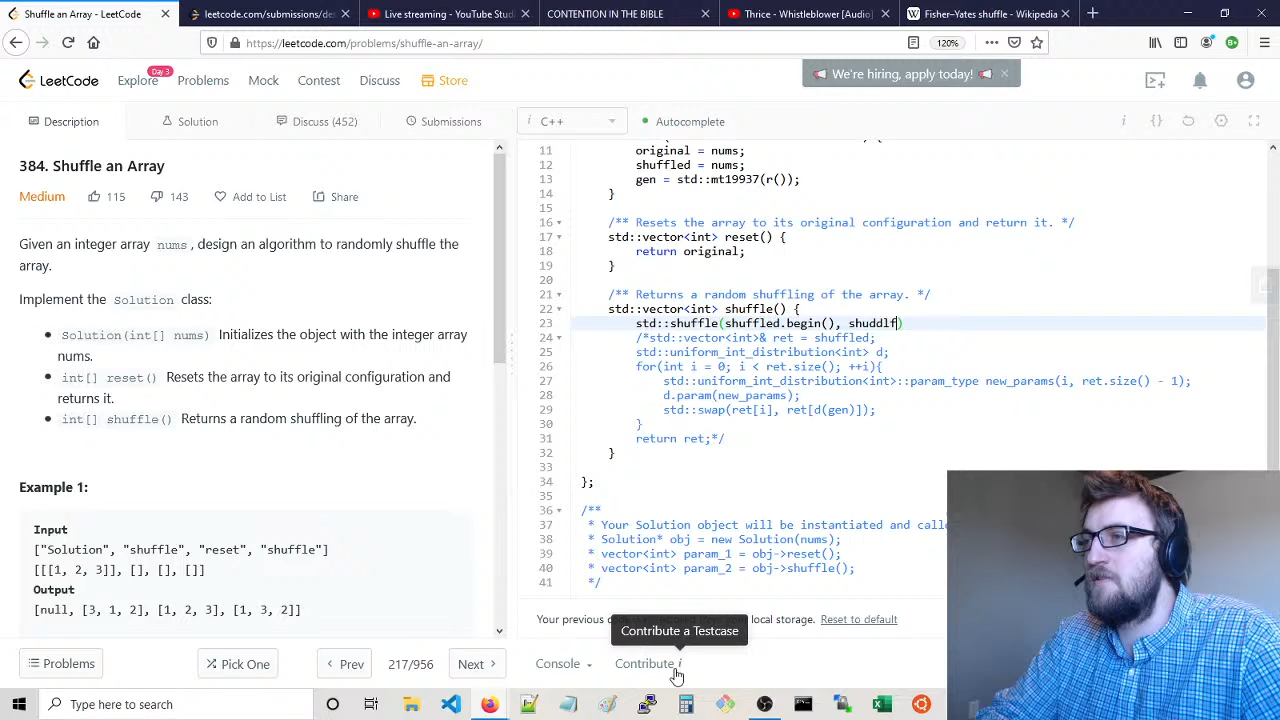 Shuffle an Array - LeetCode
leetcode.com/submissions/de
Live streaming - YouTube Studi
CONTENTION IN THE BIBLE
Thrice - Whistleblower [Audio]
Fisher–Yates shuffle - Wikipedia
https://leetcode.com/problems/shuffle-an-array/
120%
LeetCode
Explore
Day 3
Problems
Mock
Contest
Discuss
Store
We're hiring, apply today!
Description
Solution
Discuss (452)
Submissions
i C++
Autocomplete
384. Shuffle an Array
Medium
115
143
Add to List
Share
Given an integer array nums, design an algorithm to randomly shuffle the
array.
Implement the Solution class:
Solution(int[] nums) Initializes the object with the integer array
nums.
int[] reset() Resets the array to its original configuration and
returns it.
int[] shuffle() Returns a random shuffling of the array.
Example 1:
Input
["Solution", "shuffle", "reset", "shuffle"]
[[[1, 2, 3]], [], [], []]
Output
[null, [3, 1, 2], [1, 2, 3], [1, 3, 2]]
11 original = nums;
12 shuffled = nums;
13 gen = std::mt19937(r());
14 }
15
16 /** Resets the array to its original configuration and return it. */
17 std::vector<int> reset() {
18 return original;
19 }
20
21 /** Returns a random shuffling of the array. */
22 std::vector<int> shuffle() {
23 std::shuffle(shuffled.begin(), shuddlf)
24 /*std::vector<int>& ret = shuffled;
25 std::uniform_int_distribution<int> d;
26 for(int i = 0; i < ret.size(); ++i){
27 std::uniform_int_distribution<int>::param_type new_params(i, ret.size() - 1);
28 d.param(new_params);
29 std::swap(ret[i], ret[d(gen)]);
30 }
31 return ret;*/
32 }
33
34 };
35
36 /**
37 * Your Solution object will be instantiated and calle
38 * Solution* obj = new Solution(nums);
39 * vector<int> param_1 = obj->reset();
40 * vector<int> param_2 = obj->shuffle();
41 */
Your previous
local storage. Reset to default
Contribute a Testcase
Problems
Pick One
Prev
217/956
Next
Console
Contribute i
Type here to search